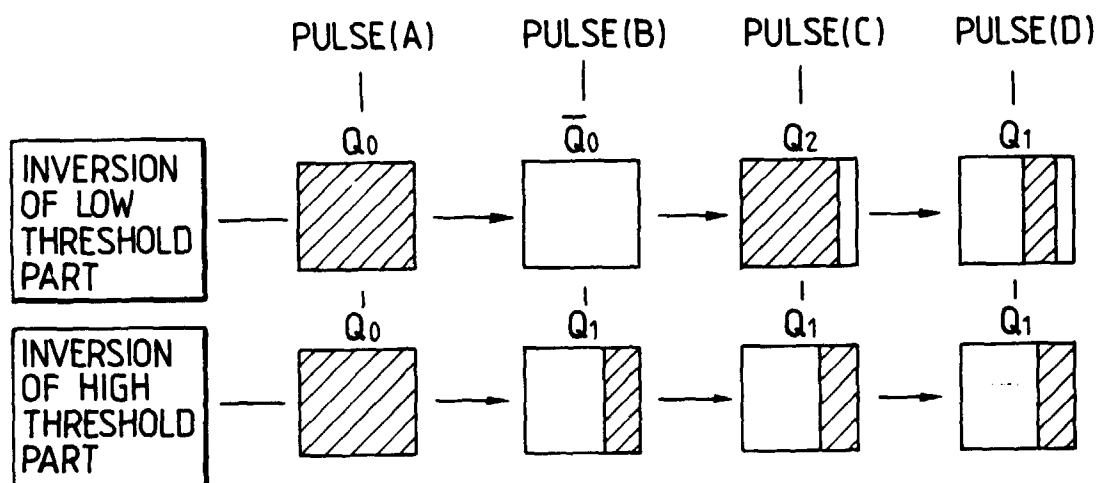 PULSE(A) PULSE(B) PULSE(C) PULSE(D)
Q0 Q̅0 Q2 Q1
INVERSION
OF LOW
THRESHOLD
PART
Q0 Q1 Q1 Q1
INVERSION
OF HIGH
THRESHOLD
PART